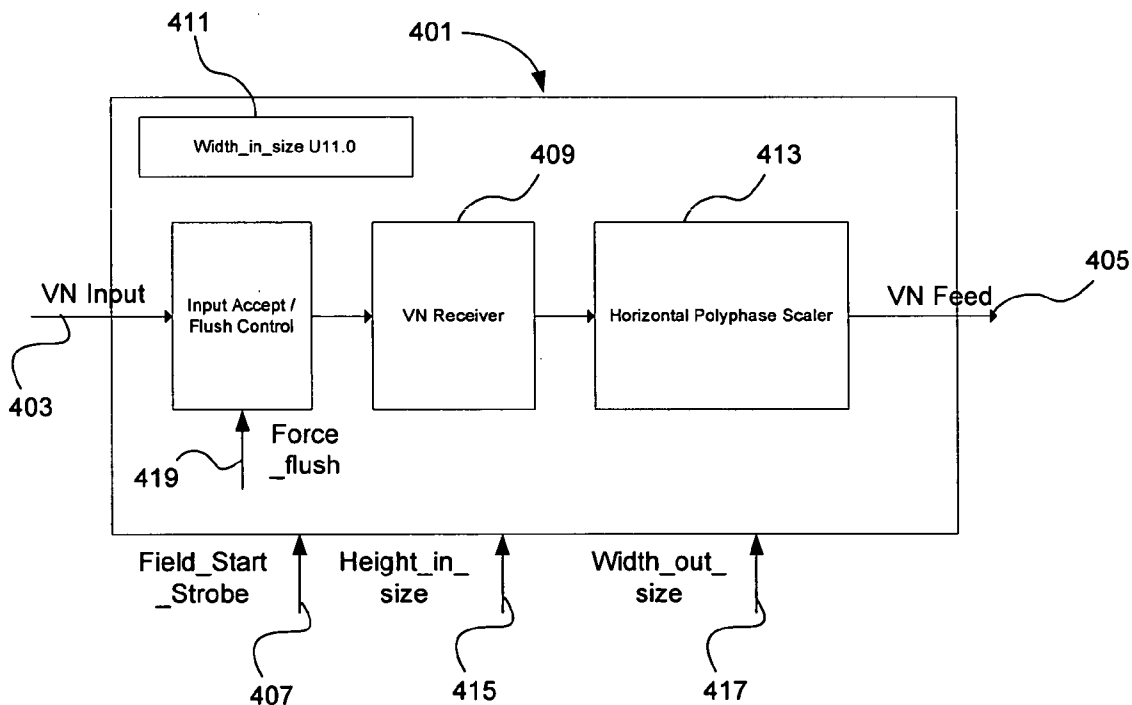 411
401
Width_in_size U11.0
409
413
VN Input
Input Accept /
Flush Control
VN Receiver
Horizontal Polyphase Scaler
VN Feed
405
403
Force
_flush
419
Field_Start
_Strobe
Height_in_
size
Width_out_
size
407
415
417